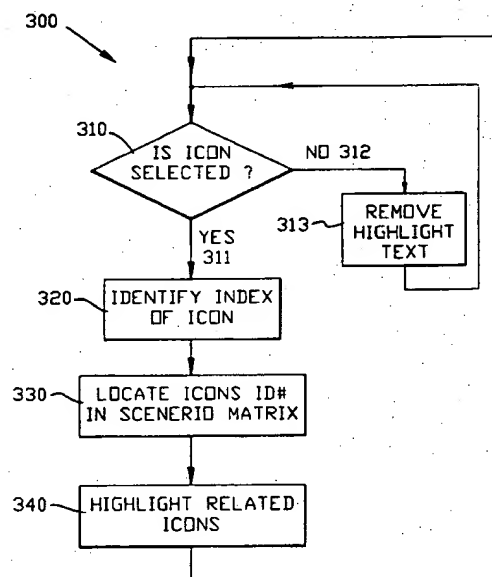 300
310
IS ICON
SELECTED ?
NO 312
YES
311
313
REMOVE
HIGHLIGHT
TEXT
320
IDENTIFY INDEX
OF ICON
330
LOCATE ICONS ID#
IN SCENERIO MATRIX
340
HIGHLIGHT RELATED
ICONS